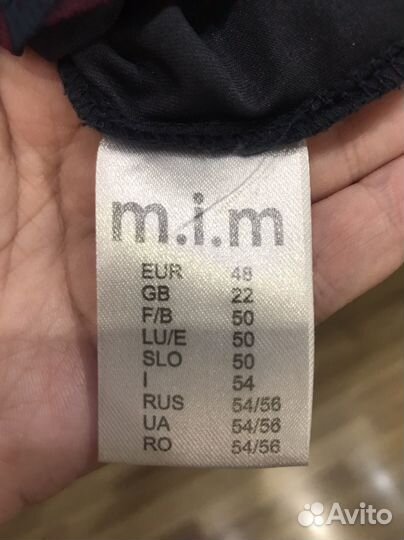 m.i.m
EUR 48
GB 22
F/B 50
LU/E 50
SLO 50
I 54
RUS 54/56
UA 54/56
RO 54/56
Avito